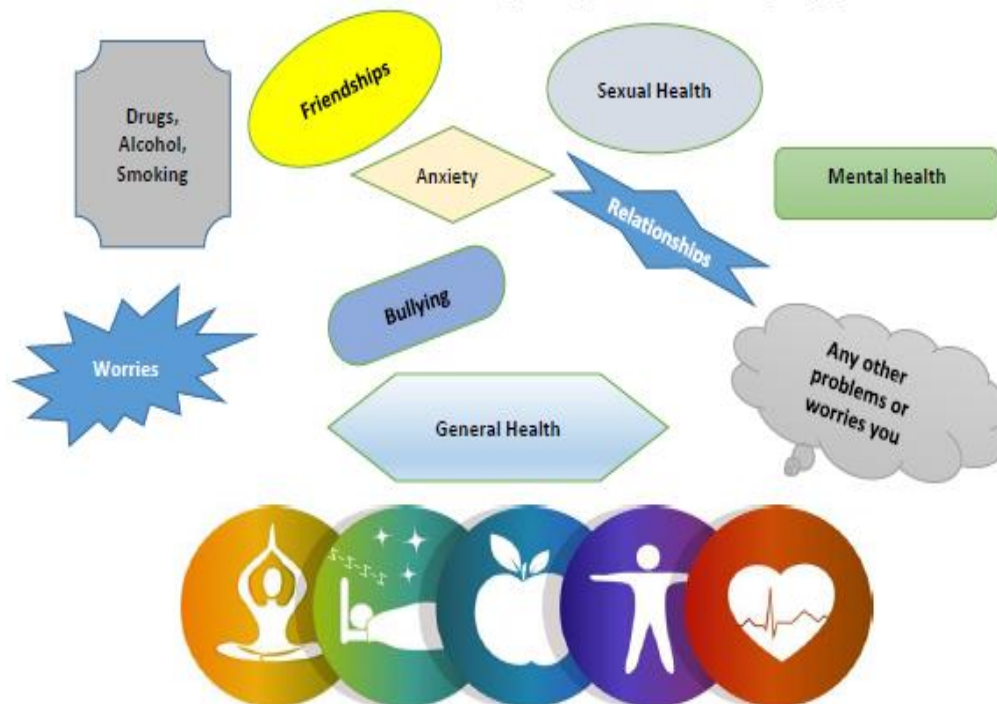 Friendships
Sexual Health
Drugs,
Alcohol,
Smoking
Anxiety
Mental health
Relationships
Bullying
Worries
Any other
problems or
worries you
General Health